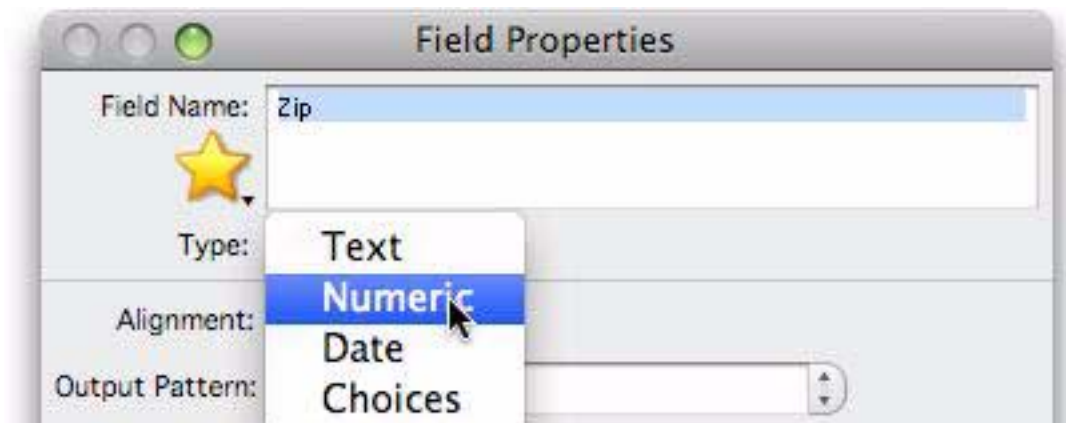 Field Properties
Field Name: Zip
Type:
Text
Numeric
Alignment:
Date
Output Pattern:
Choices